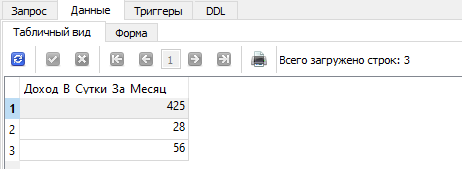 Запрос Данные Триггеры DDL
Табличный вид Форма
1 Всего загружено строк: 3
Доход В Сутки За Месяц
1 425
2 28
3 56